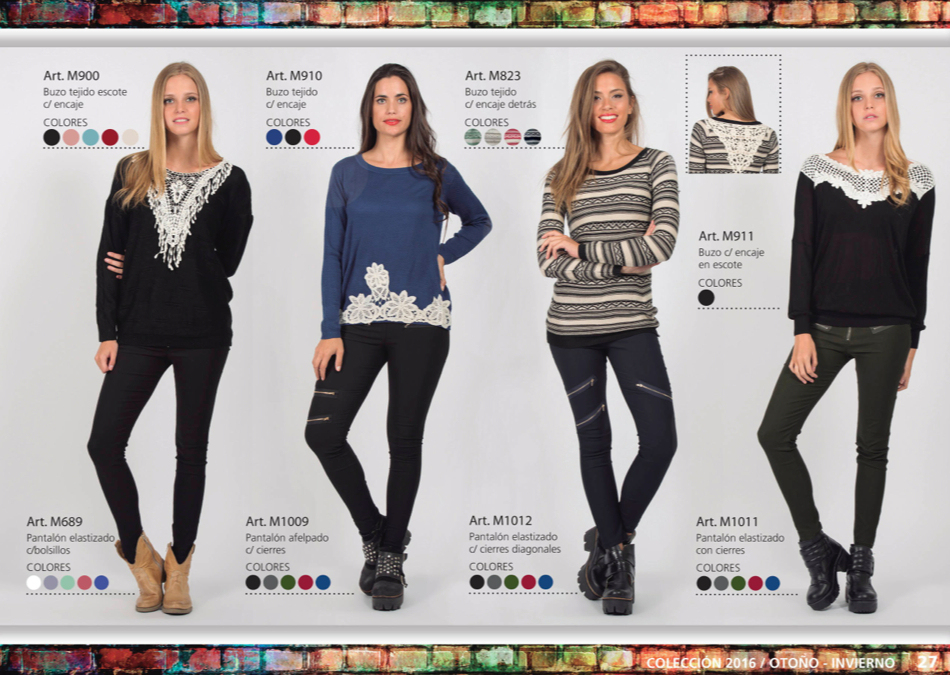 Art. M900
Buzo tejido escote
c/ encaje
COLORES
Art. M910
Buzo tejido
c/ encaje
COLORES
Art. M823
Buzo tejido
c/ encaje detrás
COLORES
Art. M911
Buzo c/ encaje
en escote
COLORES
Art. M689
Pantalón elastizado
c/bolsillos
COLORES
Art. M1009
Pantalón afelpado
c/ cierres
COLORES
Art. M1012
Pantalón elastizado
c/ cierres diagonales
COLORES
Art. M1011
Pantalón elastizado
con cierres
COLORES
COLECCIÓN 2016 / OTOÑO - INVIERNO 27